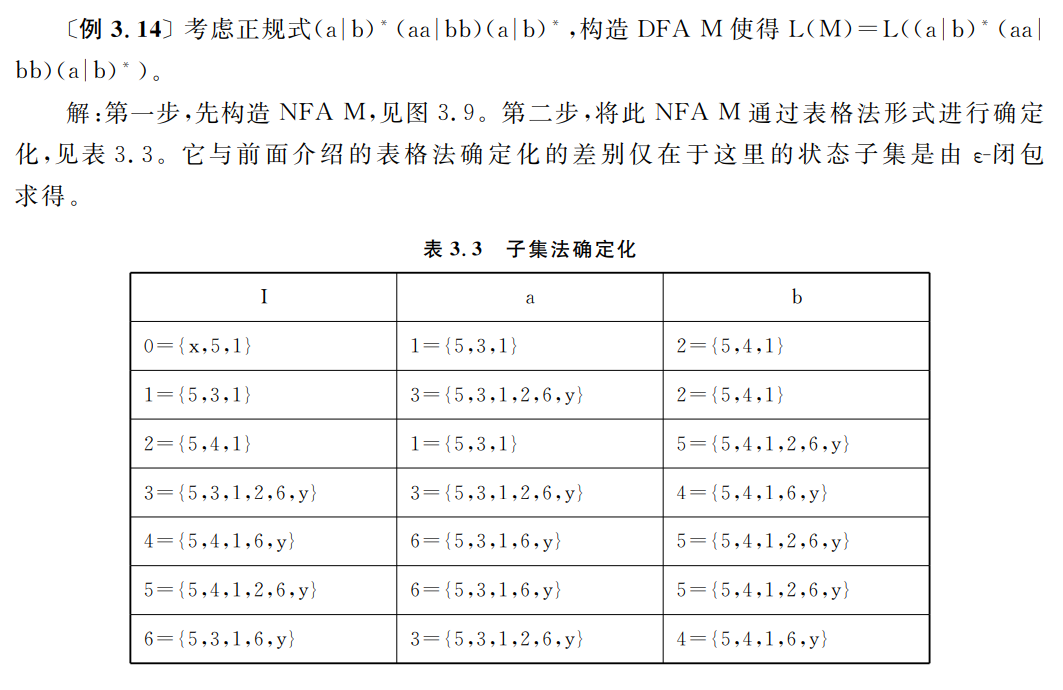 〔例 3.14〕考虑正规式(a|b)*(aa|bb)(a|b)*,构造 DFA M 使得 L(M)=L((a|b)*(aa|
bb)(a|b)*)。
解:第一步,先构造 NFA M,见图 3.9。第二步,将此 NFA M 通过表格法形式进行确定
化,见表 3.3。它与前面介绍的表格法确定化的差别仅在于这里的状态子集是由 ε-闭包
求得。
表 3.3 子集法确定化
I a b
0={x,5,1} 1={5,3,1} 2={5,4,1}
1={5,3,1} 3={5,3,1,2,6,y} 2={5,4,1}
2={5,4,1} 1={5,3,1} 5={5,4,1,2,6,y}
3={5,3,1,2,6,y} 3={5,3,1,2,6,y} 4={5,4,1,6,y}
4={5,4,1,6,y} 6={5,3,1,6,y} 5={5,4,1,2,6,y}
5={5,4,1,2,6,y} 6={5,3,1,6,y} 5={5,4,1,2,6,y}
6={5,3,1,6,y} 3={5,3,1,2,6,y} 4={5,4,1,6,y}